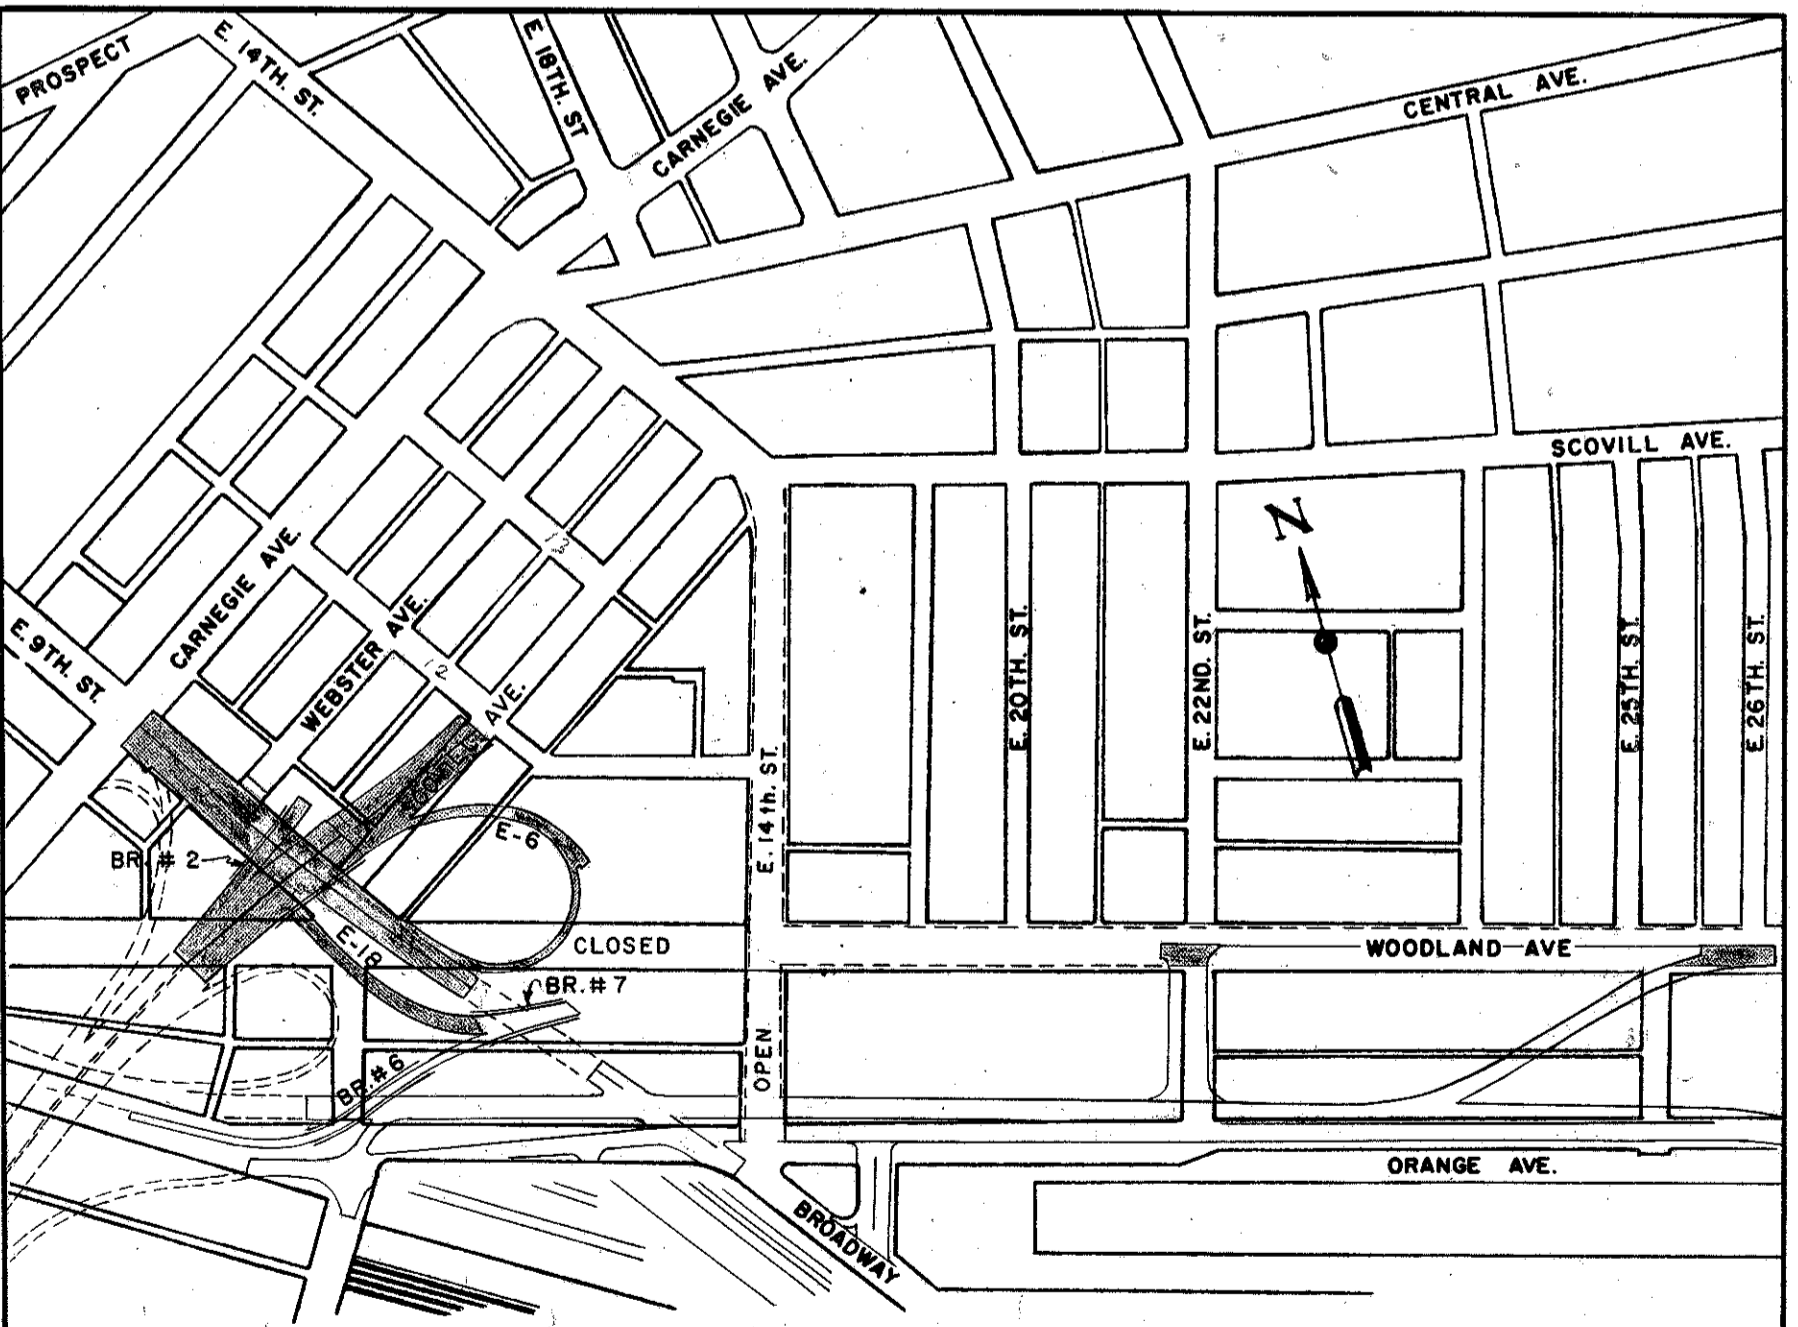 PROSPECT
E. 14TH. ST.
E. 18TH. ST
CARNEGIE AVE.
CENTRAL AVE.
SCOVILL AVE.
N
12
CARNEGIE AVE.
E. 9TH. ST.
WEBSTER AVE.
12
AVE.
E. 20TH. ST.
E. 22ND. ST.
E. 25TH. ST.
E. 26TH. ST.
E. 14th. ST.
E-6
BR. # 2
E-18
CLOSED
WOODLAND AVE
BR. # 7
OPEN
BR. # 6
ORANGE AVE.
BROADWAY